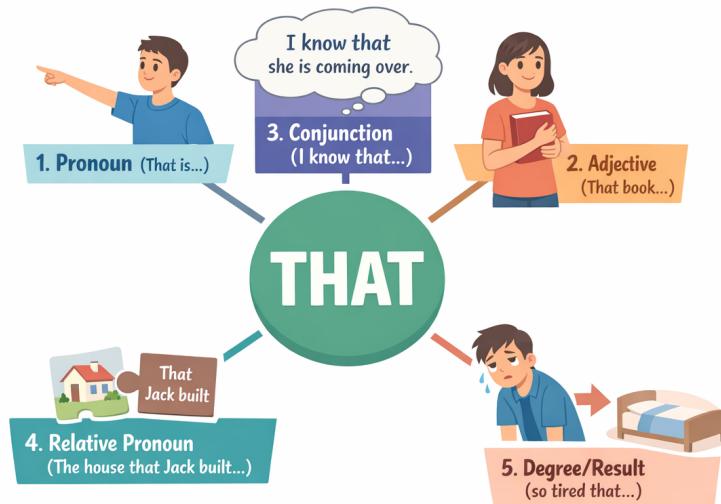 I know that
she is coming over.
1. Pronoun (That is...)
3. Conjunction
(I know that...)
2. Adjective
(That book...)
THAT
That
Jack built
4. Relative Pronoun
(The house that Jack built...)
5. Degree/Result
(so tired that...)